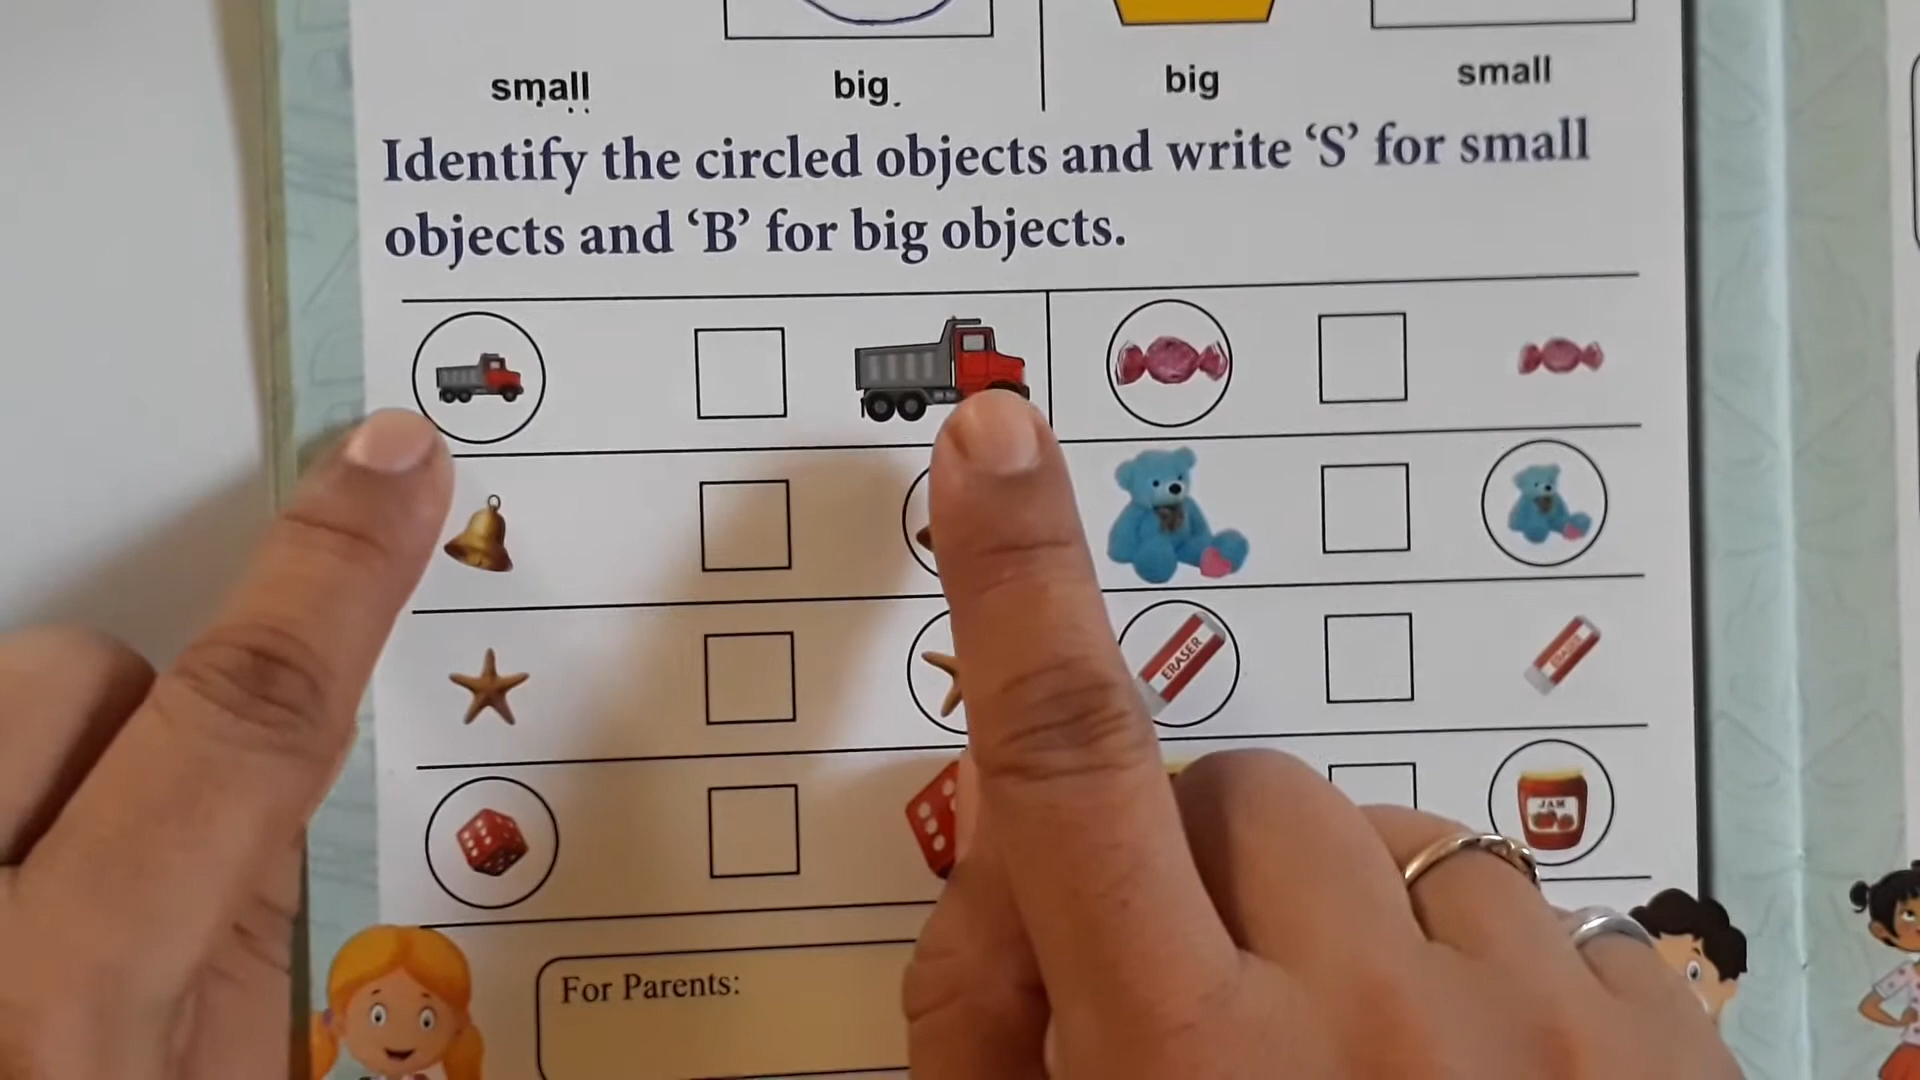 small big big small
Identify the circled objects and write ‘S’ for small
objects and ‘B’ for big objects.
ERASER
ERASER
JAM
For Parents: